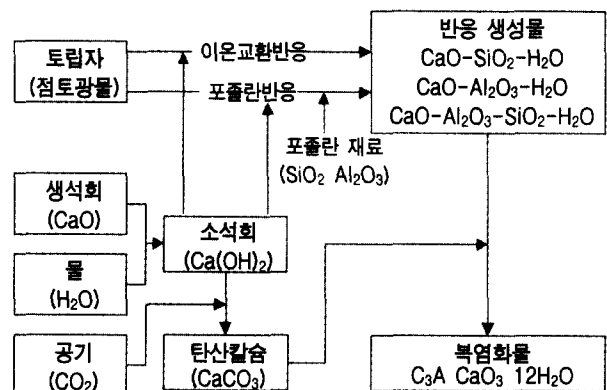 토립자
(점토광물)
이온교환반응
포졸란반응
반응 생성물
CaO-SiO₂-H₂O
CaO-Al₂O₃-H₂O
CaO-Al₂O₃-SiO₂-H₂O
포졸란 재료
(SiO₂ Al₂O₃)
생석회
(CaO)
물
(H₂O)
소석회
(Ca(OH)₂)
공기
(CO₂)
탄산칼슘
(CaCO₃)
복염화물
C₃A CaO₃ 12H₂O